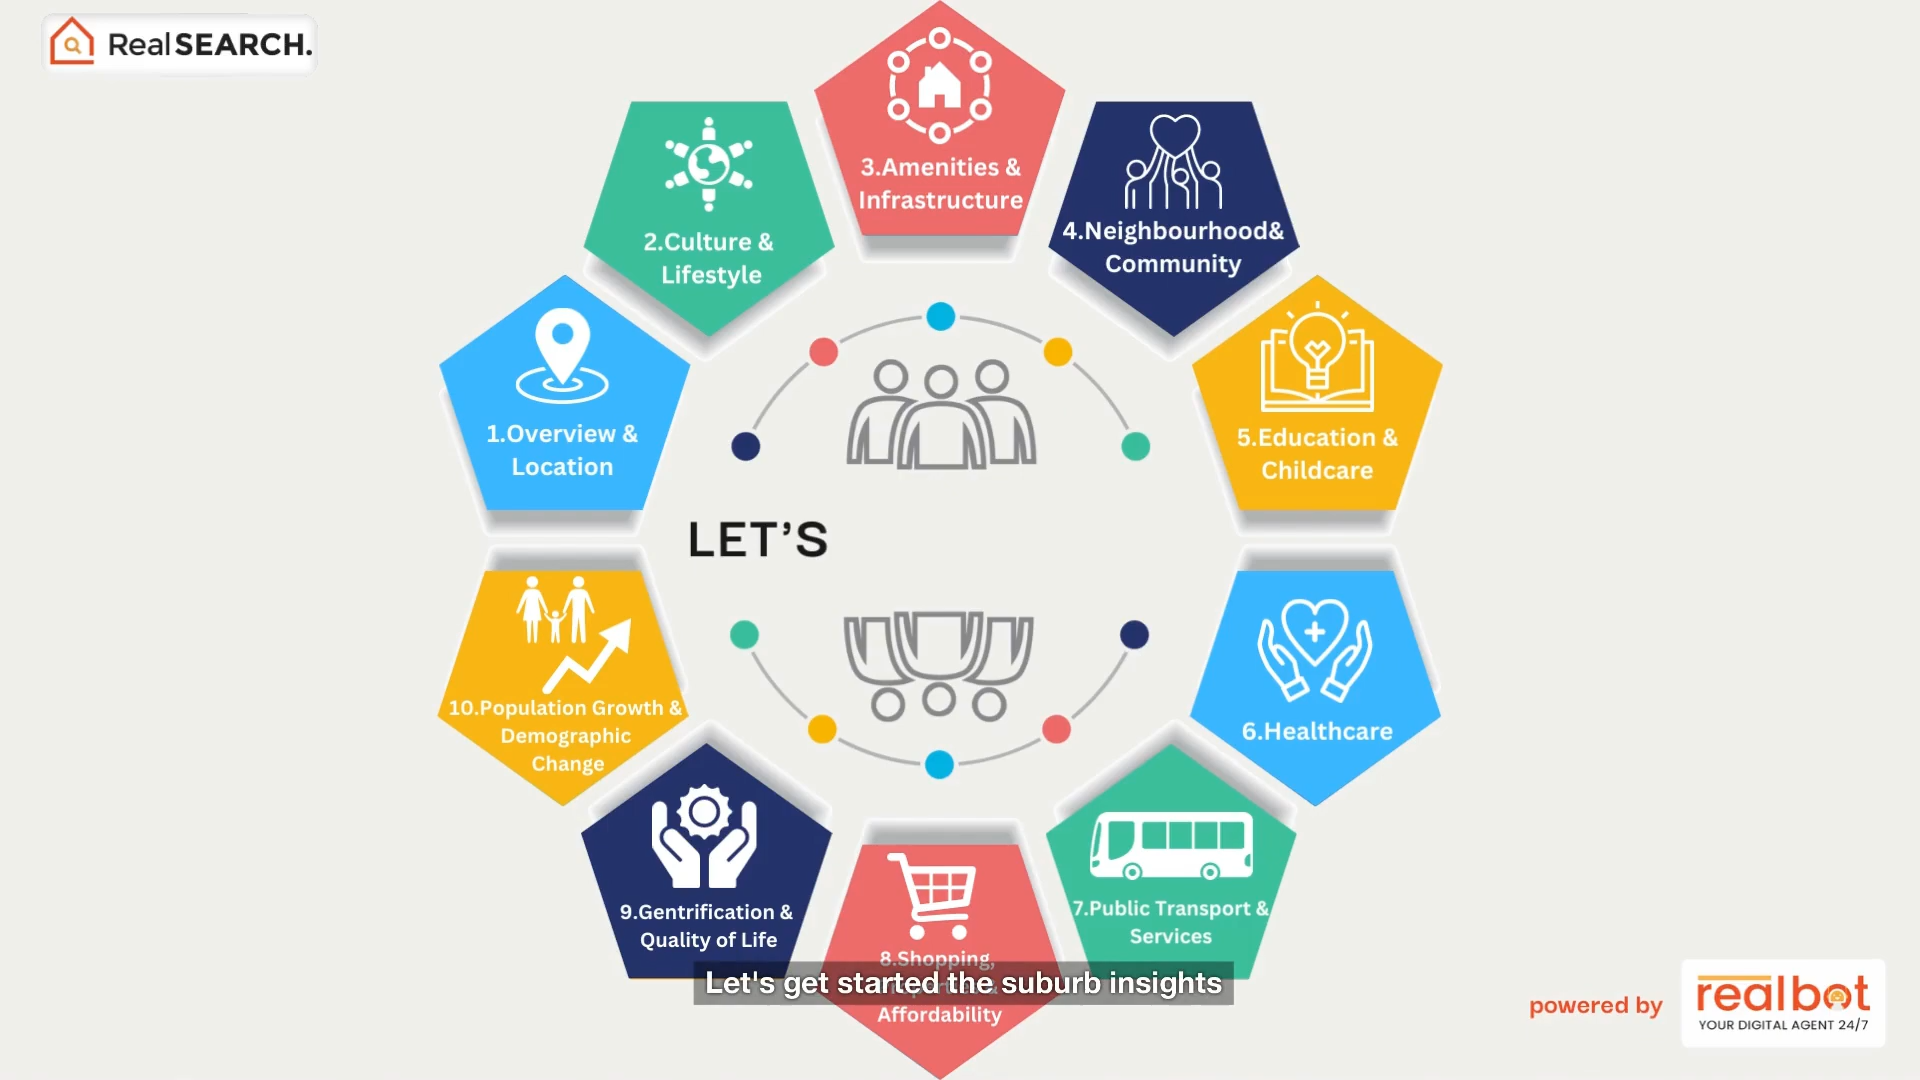 RealSEARCH.
3.Amenities &
Infrastructure
2.Culture &
Lifestyle
4.Neighbourhood&
Community
1.Overview &
Location
5.Education &
Childcare
LET'S
10.Population Growth &
Demographic
Change
6.Healthcare
9.Gentrification &
Quality of Life
7.Public Transport &
Services
8.Shopping,
&
Affordability
Let's get started the suburb insights
powered by
realbot
YOUR DIGITAL AGENT 24/7